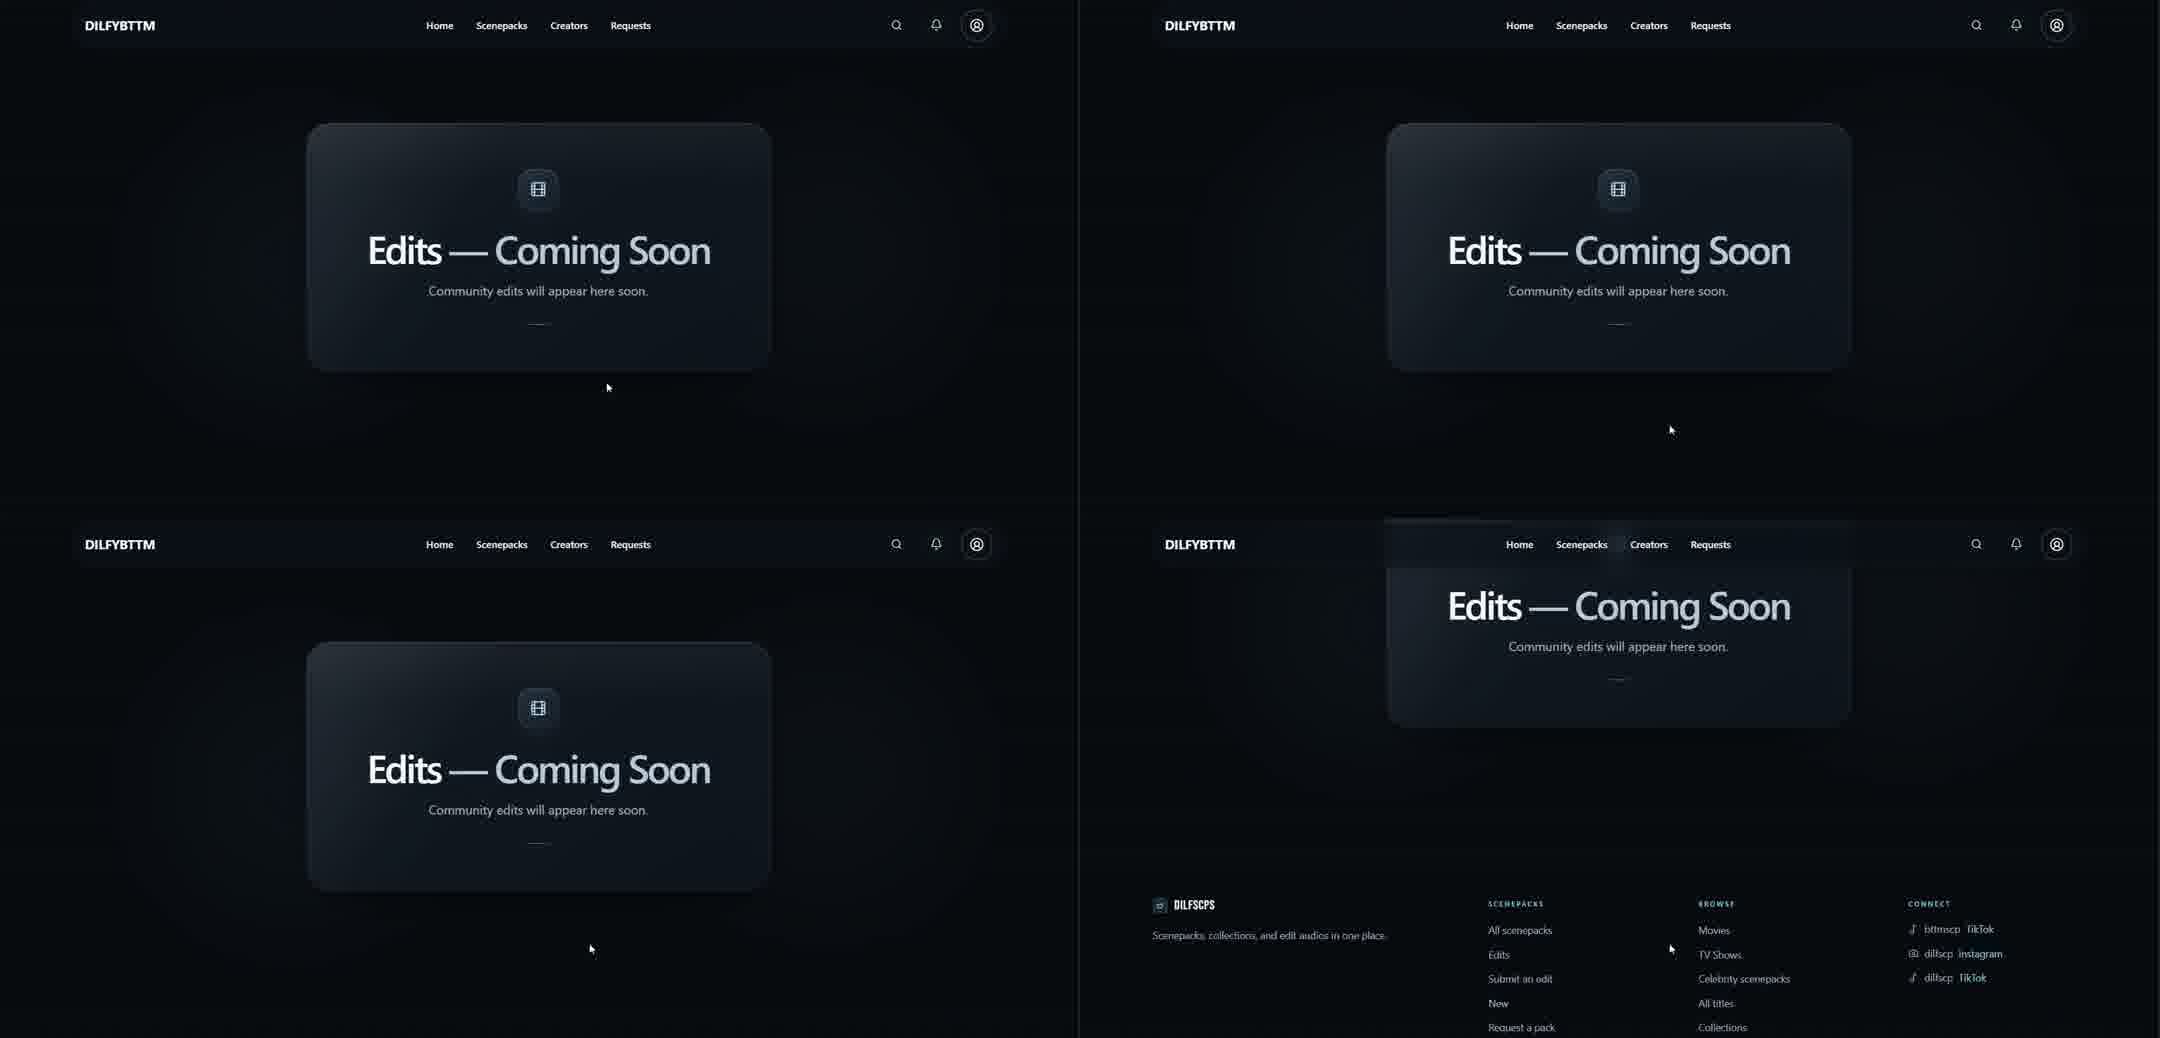 DILFYBTTM Home Scenepacks Creators Requests
Edits — Coming Soon
Community edits will appear here soon.
DILFYBTTM Home Scenepacks Creators Requests
Edits — Coming Soon
Community edits will appear here soon.
DILFYBTTM Home Scenepacks Creators Requests
Edits — Coming Soon
Community edits will appear here soon.
DILFYBTTM Home Scenepacks Creators Requests
Edits — Coming Soon
Community edits will appear here soon.
DILFSCPS
Scenepacks, collections, and edit audios in one place.
SCENEPACKS
All scenepacks
Edits
Submit an edit
New
Request a pack
BROWSE
Movies
TV Shows
Celebrity scenepacks
All titles
Collections
CONNECT
bttmscp TikTok
dilfscp Instagram
dilfscp TikTok